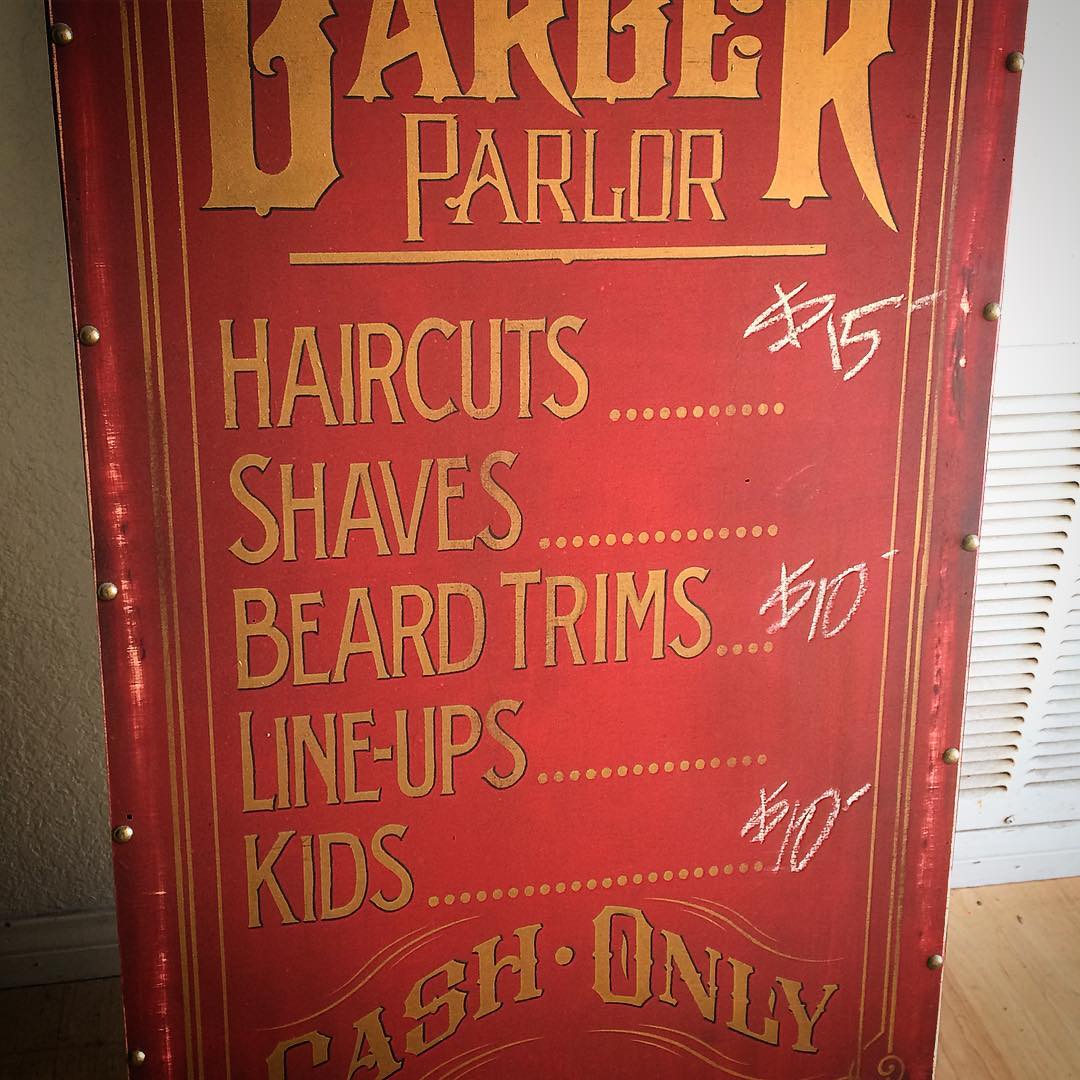 BARBER
PARLOR
HAIRCUTS ........... $15-
SHAVES ..................
BEARD TRIMS.... $10-
LINE-UPS .................
KIDS ........................... $10-
CASH · ONLY